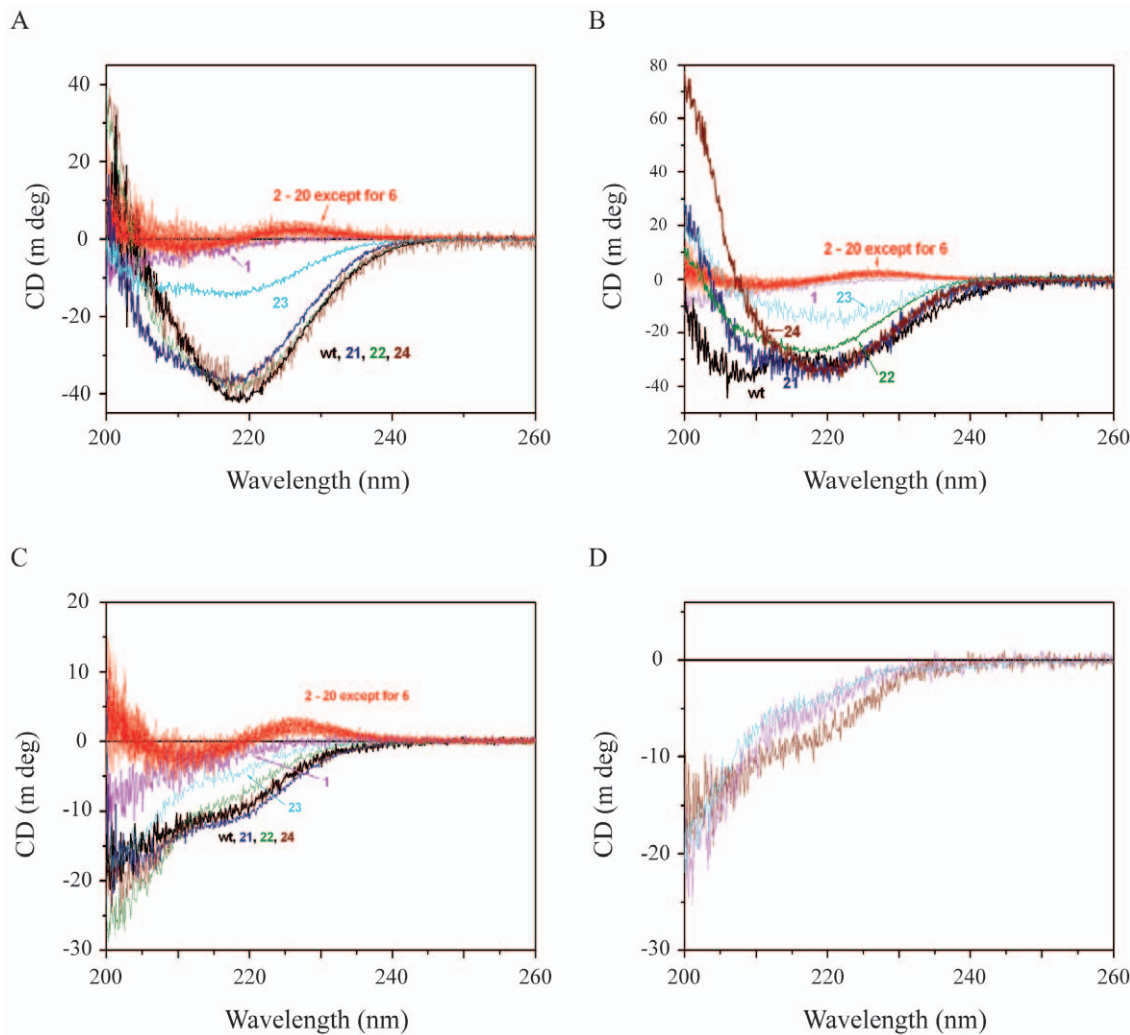 A
CD (m deg)
40
20
0
-20
-40
2 - 20 except for 6
1
23
wt, 21, 22, 24
200
220
240
260
Wavelength (nm)
B
CD (m deg)
80
60
40
20
0
-20
-40
2 - 20 except for 6
1
23
24
21
22
wt
200
220
240
260
Wavelength (nm)
C
CD (m deg)
20
10
0
-10
-20
-30
2 - 20 except for 6
1
23
wt, 21, 22, 24
200
220
240
260
Wavelength (nm)
D
CD (m deg)
0
-10
-20
-30
200
220
240
260
Wavelength (nm)